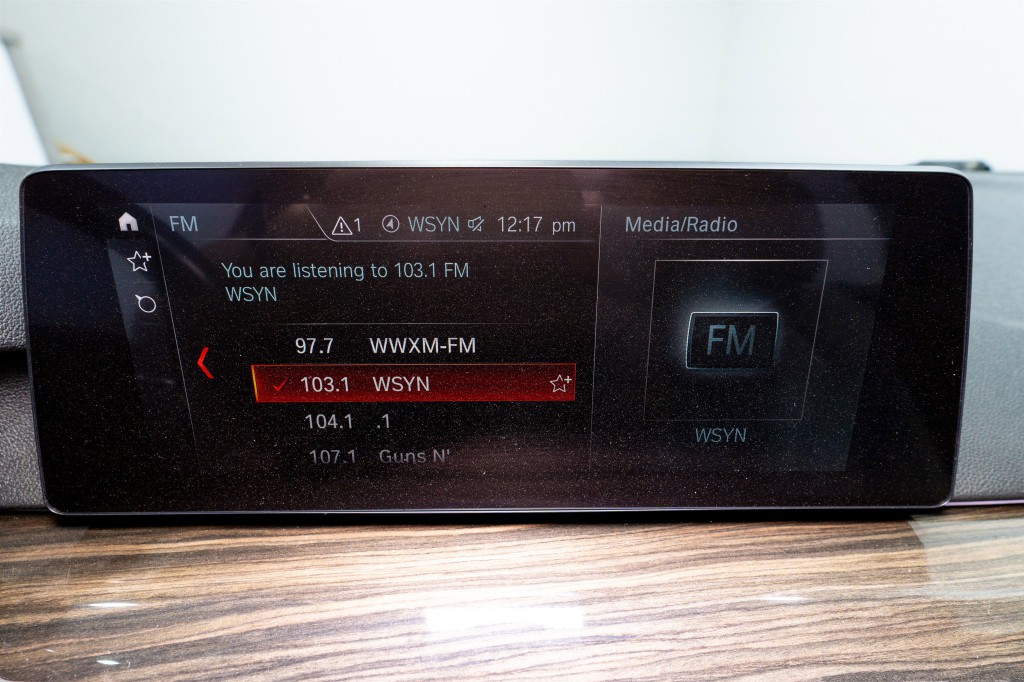 FM
1 WSYN 12:17 pm
Media/Radio
You are listening to 103.1 FM
WSYN
97.7 WWXM-FM
103.1 WSYN
104.1 .1
107.1 Guns N'
FM
WSYN